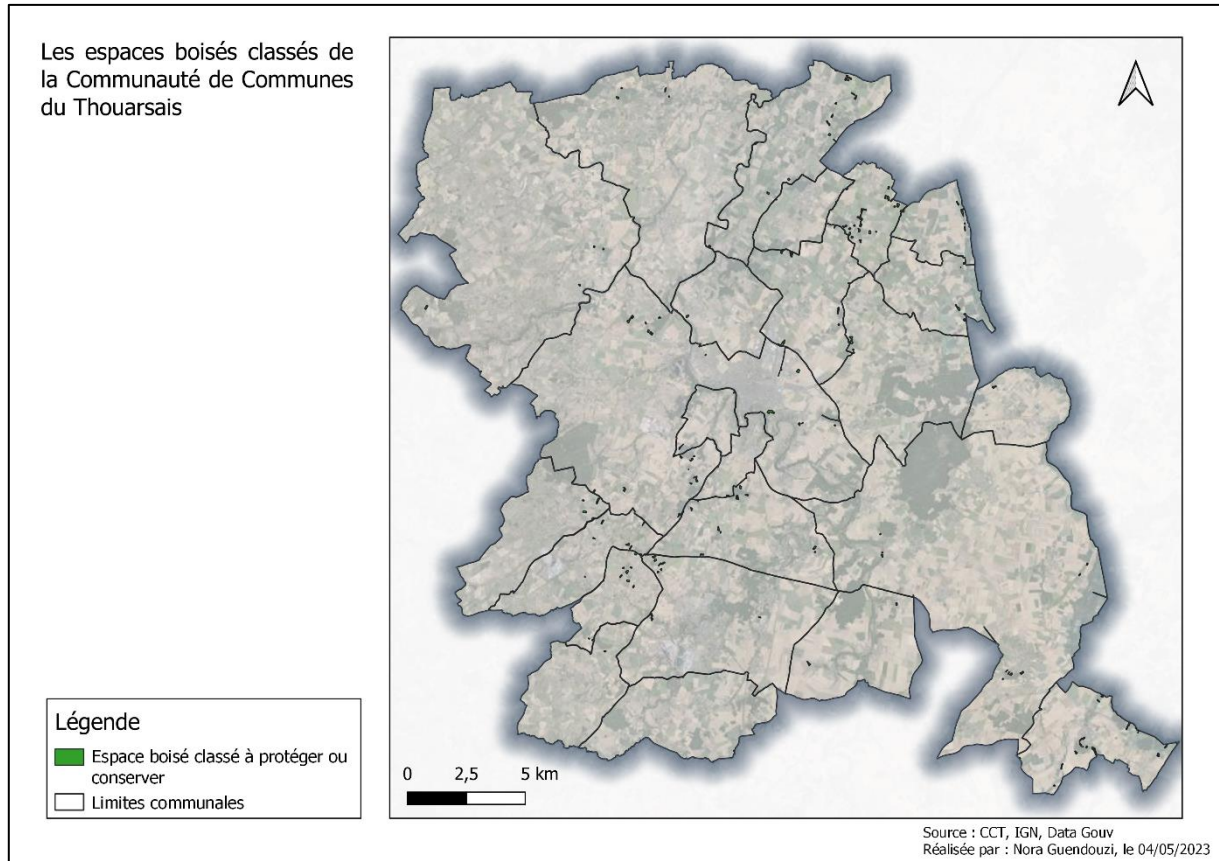 Les espaces boisés classés de
la Communauté de Communes
du Thouarsais
Légende
Espace boisé classé à protéger ou
conserver
Limites communales
0 2,5 5 km
Source : CCT, IGN, Data Gouv
Réalisée par : Nora Guendouzi, le 04/05/2023